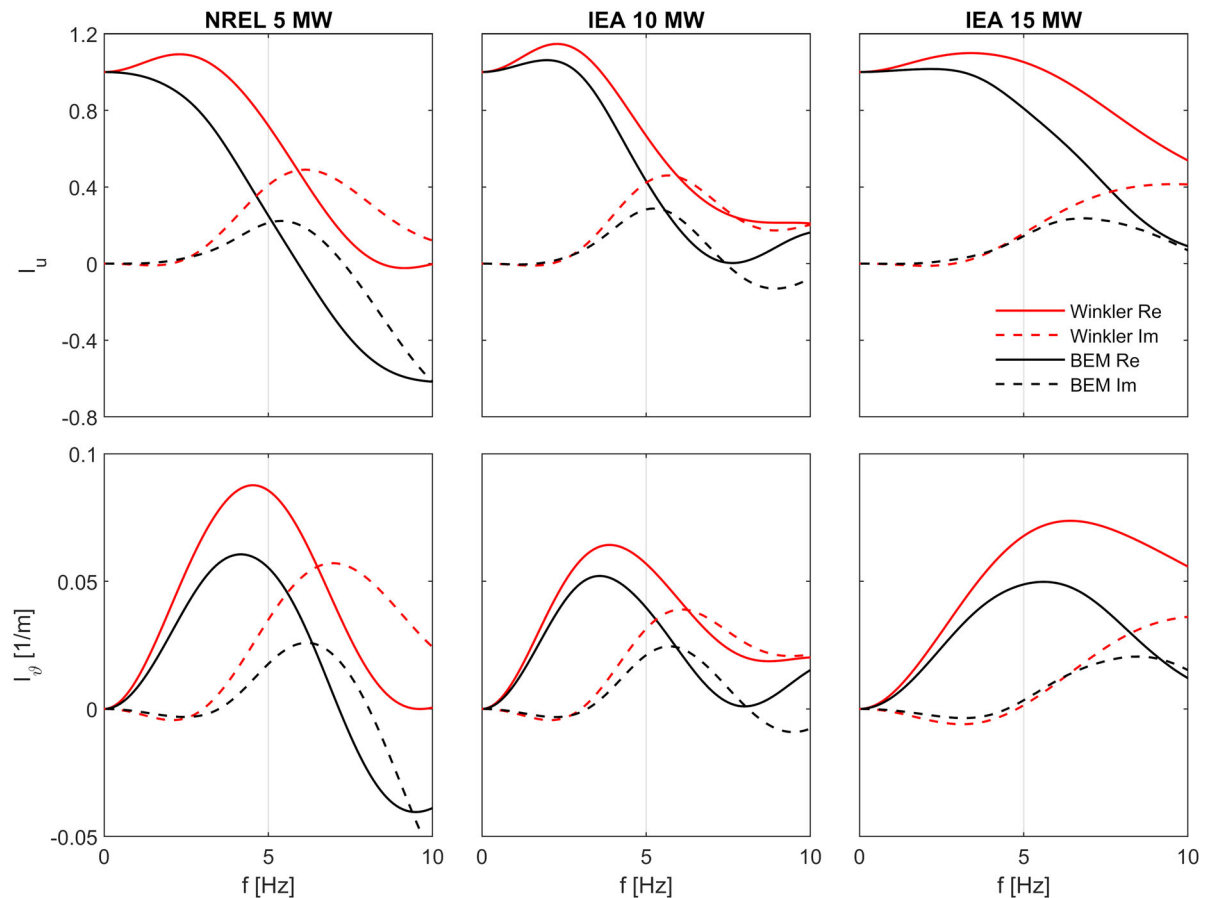 NREL 5 MW IEA 10 MW IEA 15 MW
1.2
0.8
0.4
0
-0.4
-0.8
I_u
Winkler Re
Winkler Im
BEM Re
BEM Im
0.1
0.05
0
-0.05
I_ϑ [1/m]
0 5 10 0 5 10 0 5 10
f [Hz] f [Hz] f [Hz]